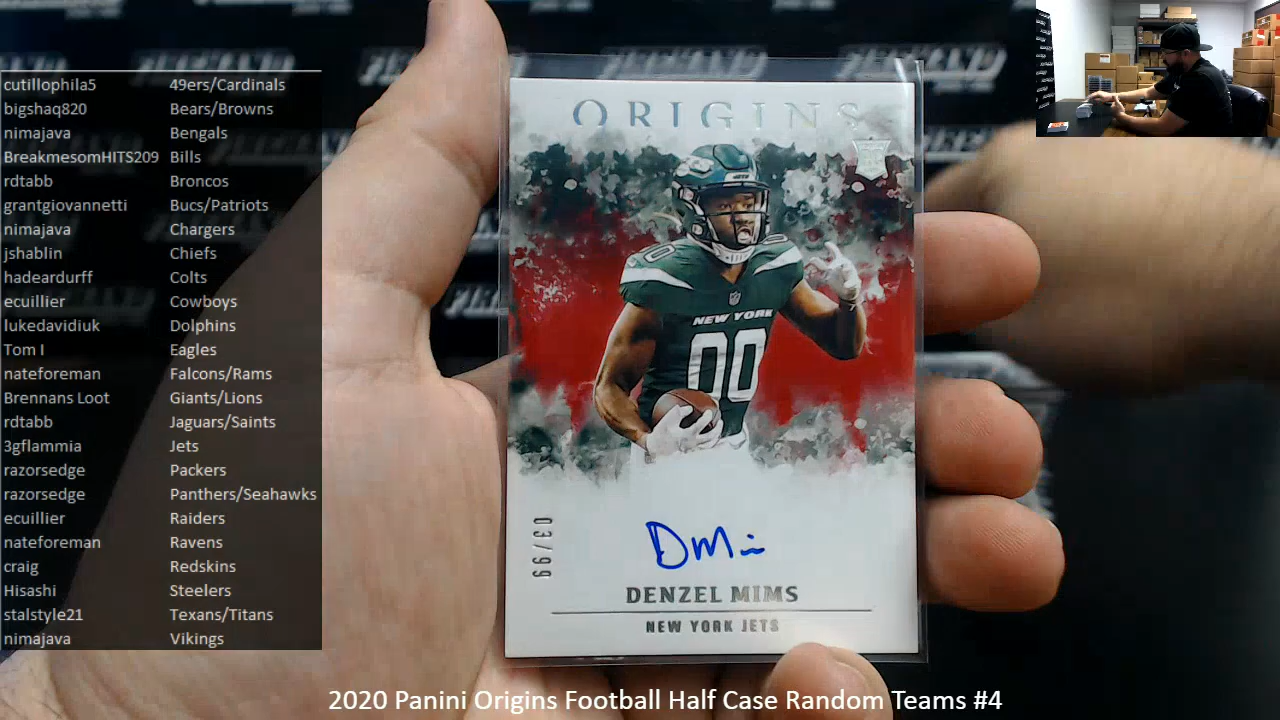 cutillophila5 49ers/Cardinals
bigshaq820 Bears/Browns
nimajava Bengals
BreakmesomHITS209 Bills
rdtabb Broncos
grantgiovannetti Bucs/Patriots
nimajava Chargers
jshablin Chiefs
hadeardurff Colts
ecuillier Cowboys
lukedavidiuk Dolphins
Tom I Eagles
nateforeman Falcons/Rams
Brennans Loot Giants/Lions
rdtabb Jaguars/Saints
3gflammia Jets
razorsedge Packers
razorsedge Panthers/Seahawks
ecuillier Raiders
nateforeman Ravens
craig Redskins
Hisashi Steelers
stalstyle21 Texans/Titans
nimajava Vikings
ORIGINS
JETS
NEW YORK
00
03/99
DENZEL MIMS
NEW YORK JETS
2020 Panini Origins Football Half Case Random Teams #4